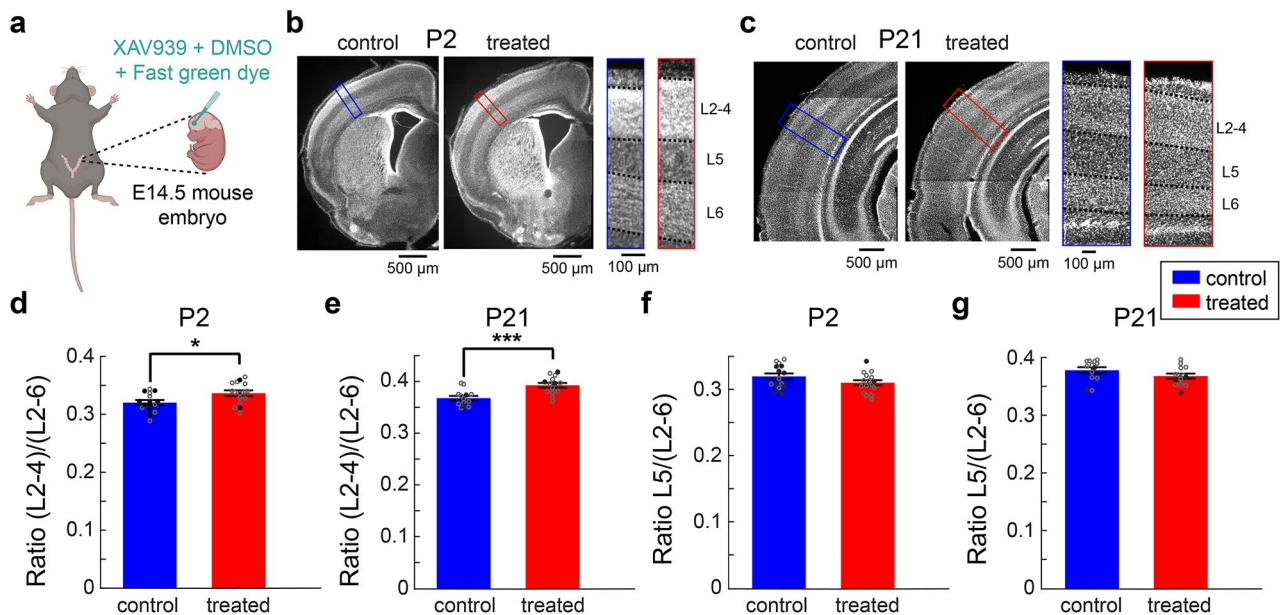 a
XAV939 + DMSO
+ Fast green dye
E14.5 mouse
embryo
b
P2
control
treated
L2-4
L5
L6
500 µm
500 µm
100 µm
c
P21
control
treated
L2-4
L5
L6
500 µm
500 µm
100 µm
control
treated
d
P2
*
Ratio (L2-4)/(L2-6)
0.4
0.3
0.2
0.1
0
control
treated
e
P21
***
Ratio (L2-4)/(L2-6)
0.4
0.3
0.2
0.1
0
control
treated
f
P2
Ratio L5/(L2-6)
0.3
0.2
0.1
0
control
treated
g
P21
Ratio L5/(L2-6)
0.4
0.3
0.2
0.1
0
control
treated